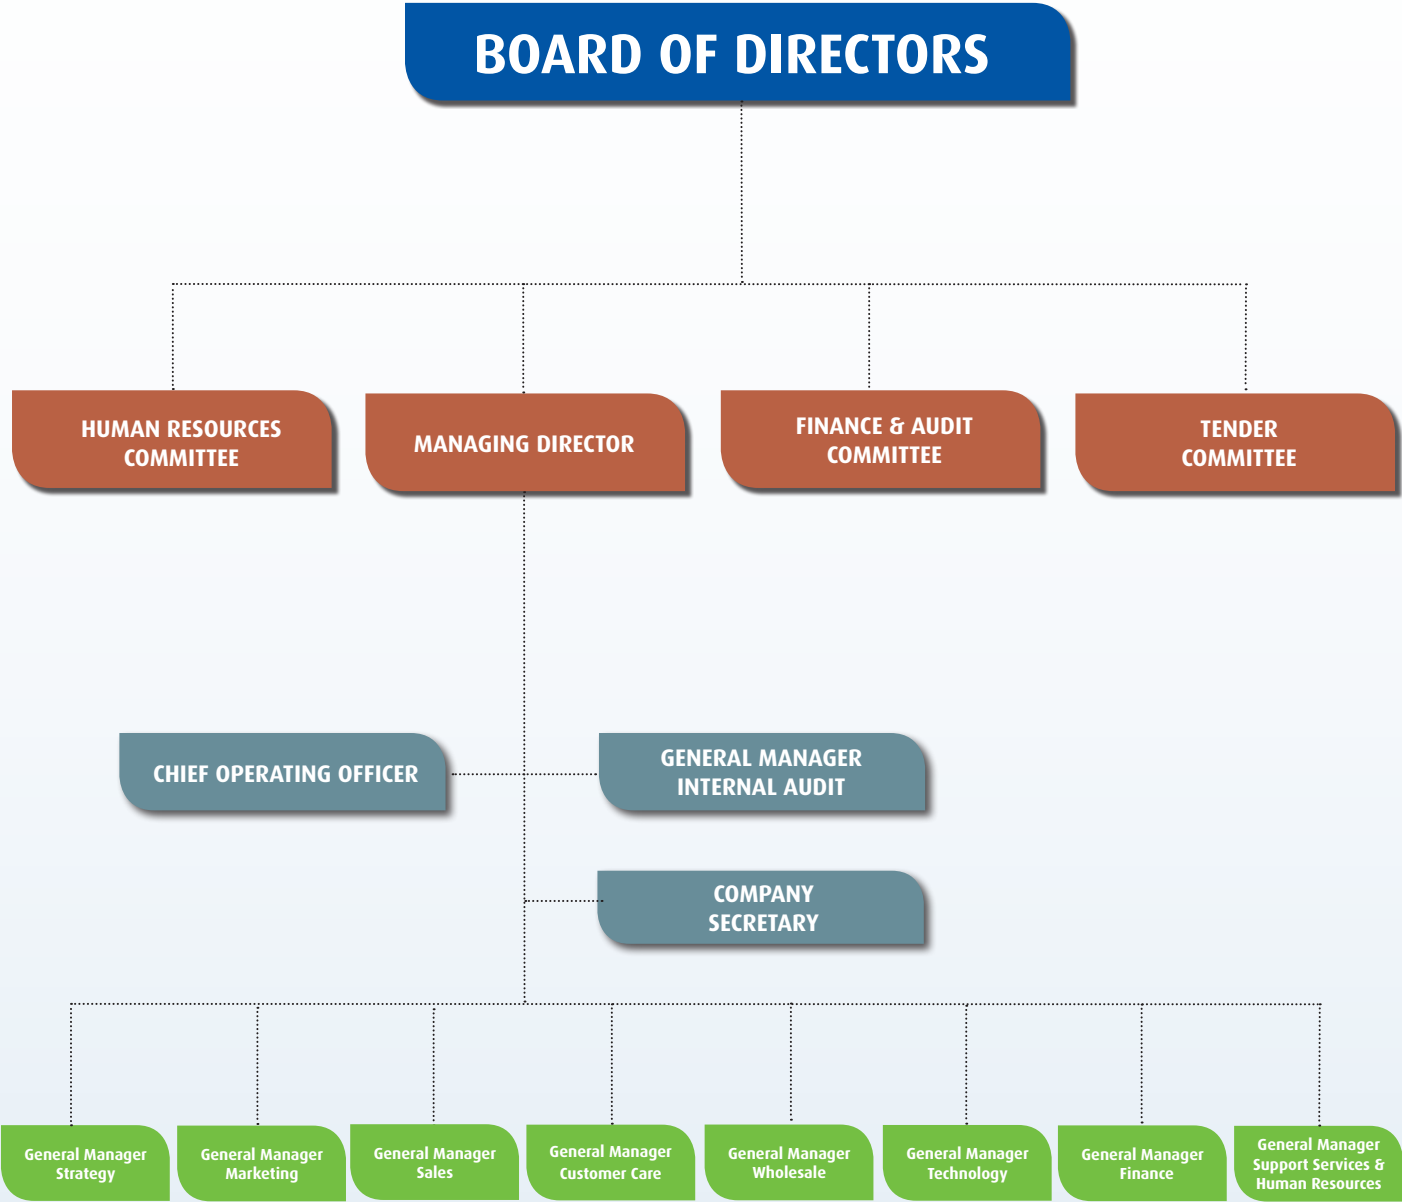 BOARD OF DIRECTORS
HUMAN RESOURCES
COMMITTEE
MANAGING DIRECTOR
FINANCE & AUDIT
COMMITTEE
TENDER
COMMITTEE
CHIEF OPERATING OFFICER
GENERAL MANAGER
INTERNAL AUDIT
COMPANY
SECRETARY
General Manager
Strategy
General Manager
Marketing
General Manager
Sales
General Manager
Customer Care
General Manager
Wholesale
General Manager
Technology
General Manager
Finance
General Manager
Support Services &
Human Resources